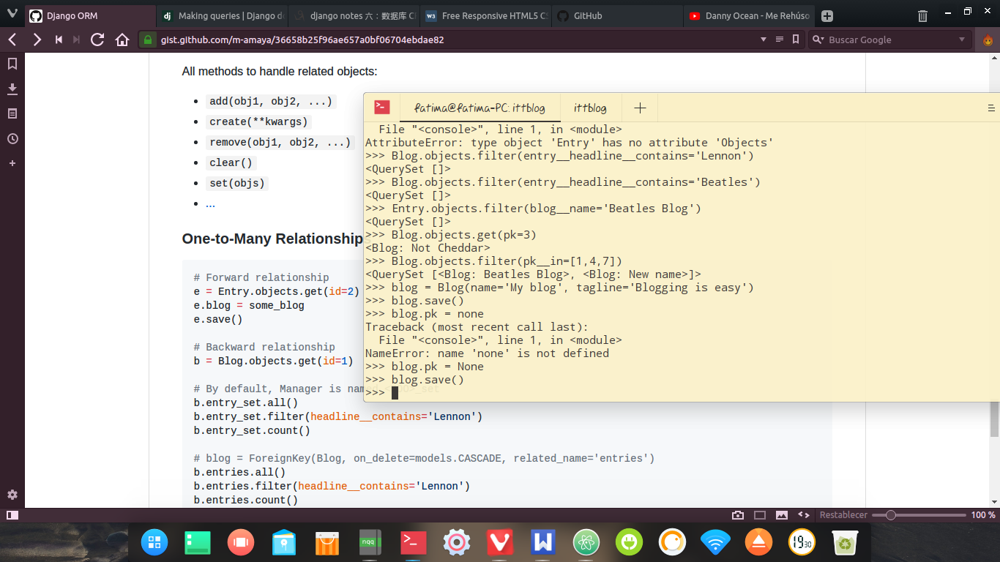 Django ORM
Making queries | Django do
django notes 六：数据库 CF
Free Responsive HTML5 CS
GitHub
Danny Ocean - Me Rehúso
gist.github.com/m-amaya/36658b25f96ae657a0bf06704ebdae82
Buscar Google
All methods to handle related objects:
add(obj1, obj2, ...)
create(**kwargs)
remove(obj1, obj2, ...)
clear()
set(objs)
...
One-to-Many Relationships
# Forward relationship
e = Entry.objects.get(id=2)
e.blog = some_blog
e.save()
# Backward relationship
b = Blog.objects.get(id=1)
# By default, Manager is named <foo>_set
b.entry_set.all()
b.entry_set.filter(headline__contains='Lennon')
b.entry_set.count()
# blog = ForeignKey(Blog, on_delete=models.CASCADE, related_name='entries')
b.entries.all()
b.entries.filter(headline__contains='Lennon')
b.entries.count()
fatima@fatima-PC: ittblog
ittblog
File "<console>", line 1, in <module>
AttributeError: type object 'Entry' has no attribute 'Objects'
>>> Blog.objects.filter(entry__headline__contains='Lennon')
<QuerySet []>
>>> Blog.objects.filter(entry__headline__contains='Beatles')
<QuerySet []>
>>> Entry.objects.filter(blog__name='Beatles Blog')
<QuerySet []>
>>> Blog.objects.get(pk=3)
<Blog: Not Cheddar>
>>> Blog.objects.filter(pk__in=[1,4,7])
<QuerySet [<Blog: Beatles Blog>, <Blog: New name>]>
>>> blog = Blog(name='My blog', tagline='Blogging is easy')
>>> blog.save()
>>> blog.pk = none
Traceback (most recent call last):
File "<console>", line 1, in <module>
NameError: name 'none' is not defined
>>> blog.pk = None
>>> blog.save()
>>>
Restablecer
100 %
nqq
19 30